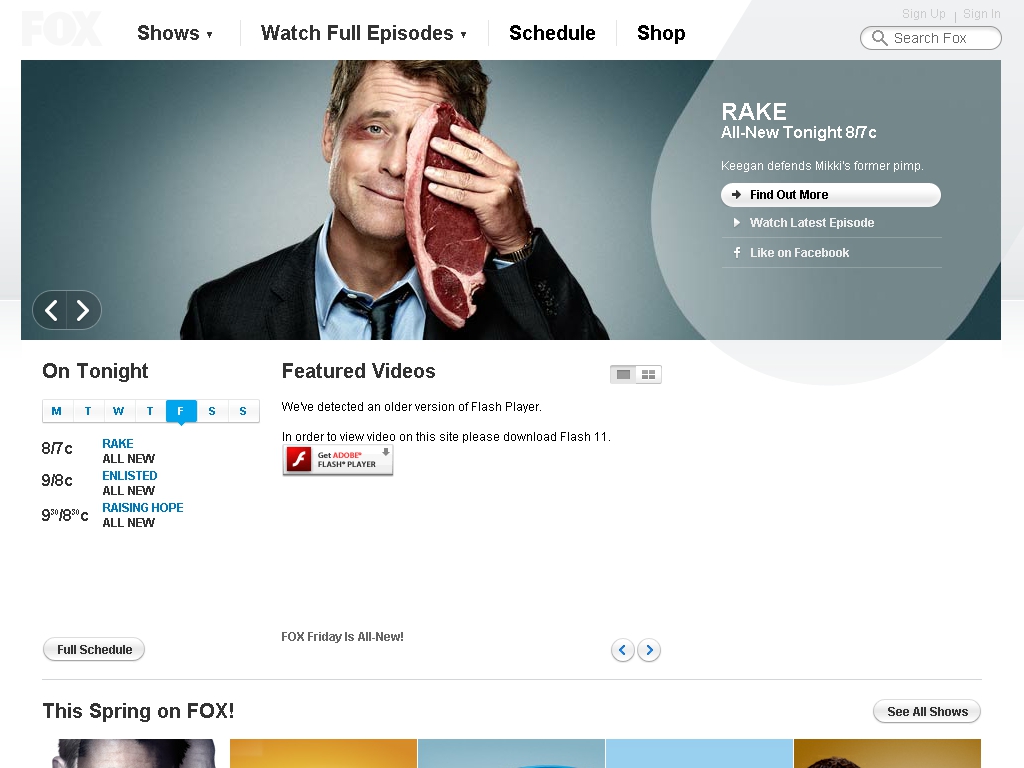 FOX
Shows ▼
Watch Full Episodes ▼
Schedule
Shop
Sign Up | Sign In
Search Fox
RAKE
All-New Tonight 8/7c
Keegan defends Mikki's former pimp.
Find Out More
Watch Latest Episode
Like on Facebook
On Tonight
M T W T F S S
8/7c RAKE
ALL NEW
9/8c ENLISTED
ALL NEW
9³⁰/8³⁰c RAISING HOPE
ALL NEW
Full Schedule
Featured Videos
We've detected an older version of Flash Player.
In order to view video on this site please download Flash 11.
Get ADOBE®
FLASH® PLAYER
FOX Friday Is All-New!
This Spring on FOX!
See All Shows